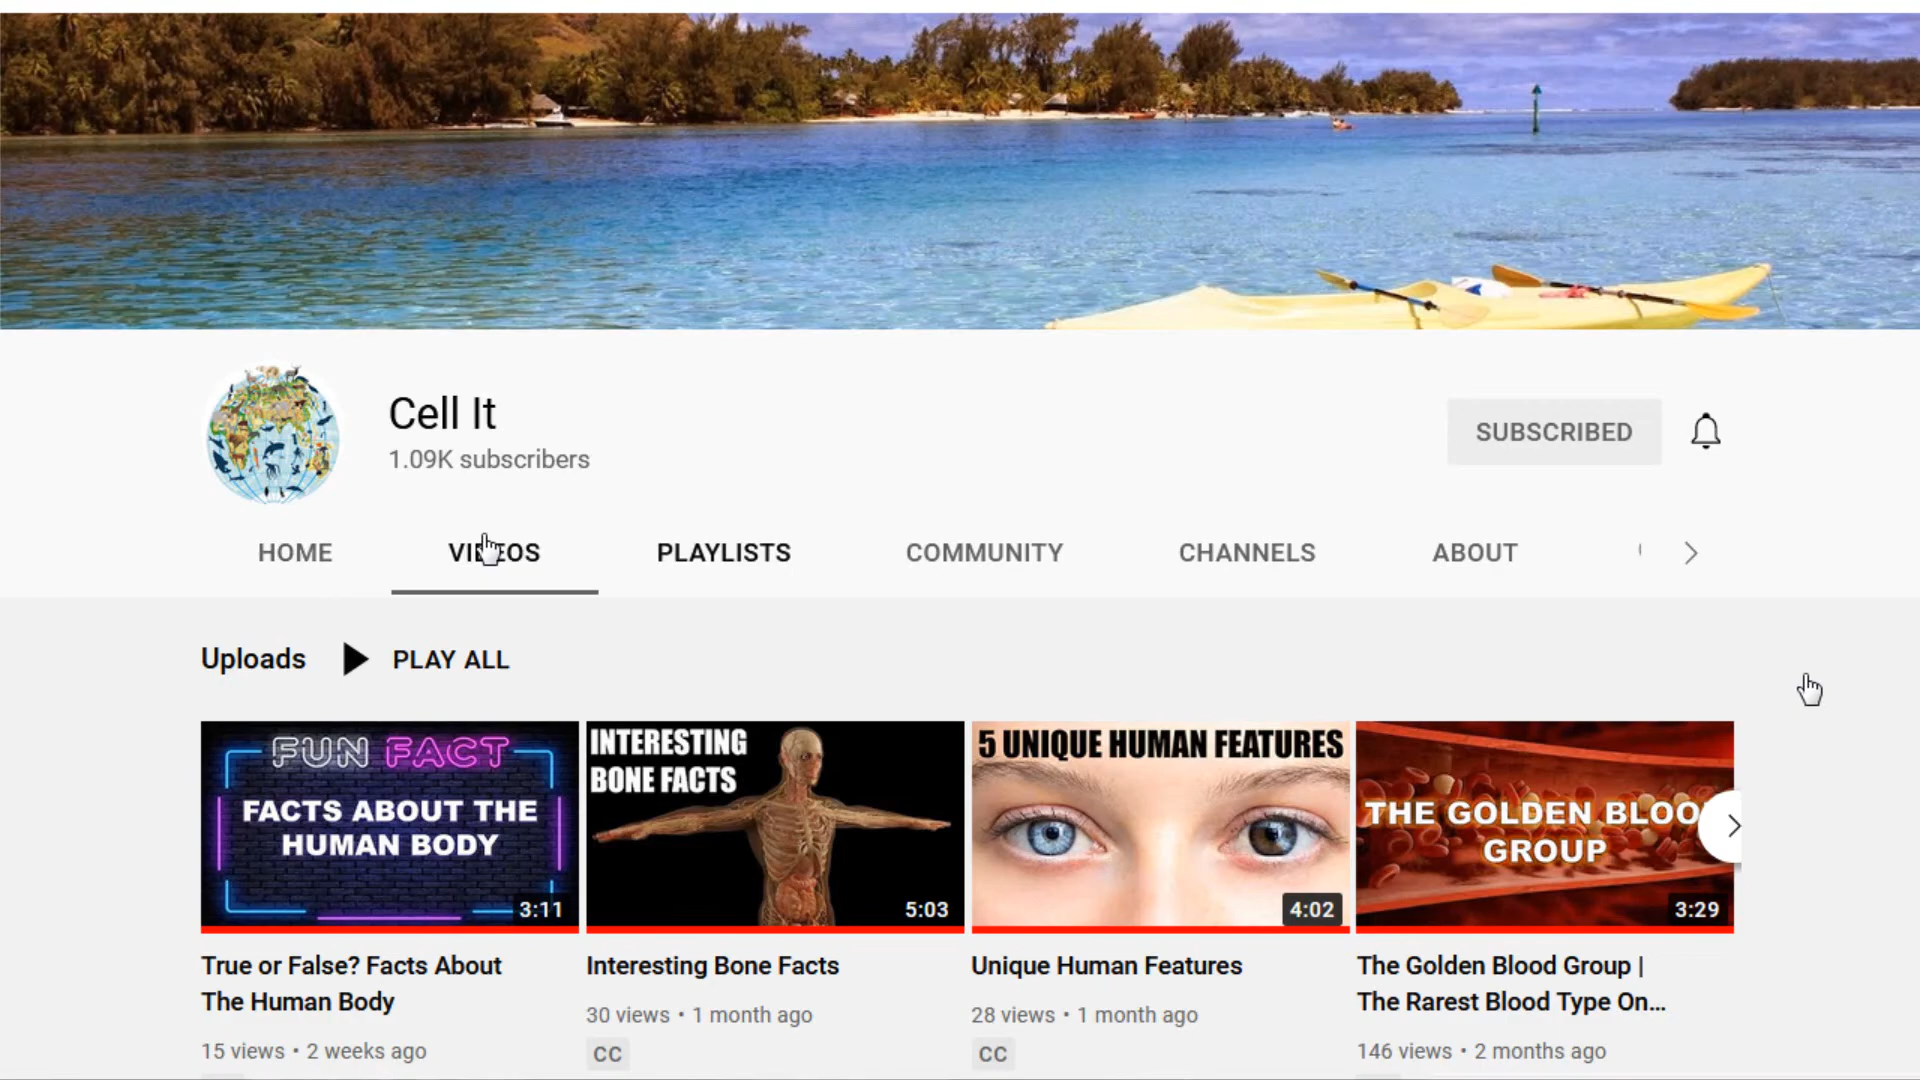 Cell It
1.09K subscribers
SUBSCRIBED
HOME
VIDEOS
PLAYLISTS
COMMUNITY
CHANNELS
ABOUT
Uploads
PLAY ALL
FUN FACT
FACTS ABOUT THE
HUMAN BODY
3:11
INTERESTING
BONE FACTS
5:03
5 UNIQUE HUMAN FEATURES
4:02
THE GOLDEN BLOO
GROUP
3:29
True or False? Facts About
The Human Body
15 views • 2 weeks ago
Interesting Bone Facts
30 views • 1 month ago
CC
Unique Human Features
28 views • 1 month ago
CC
The Golden Blood Group |
The Rarest Blood Type On...
146 views • 2 months ago